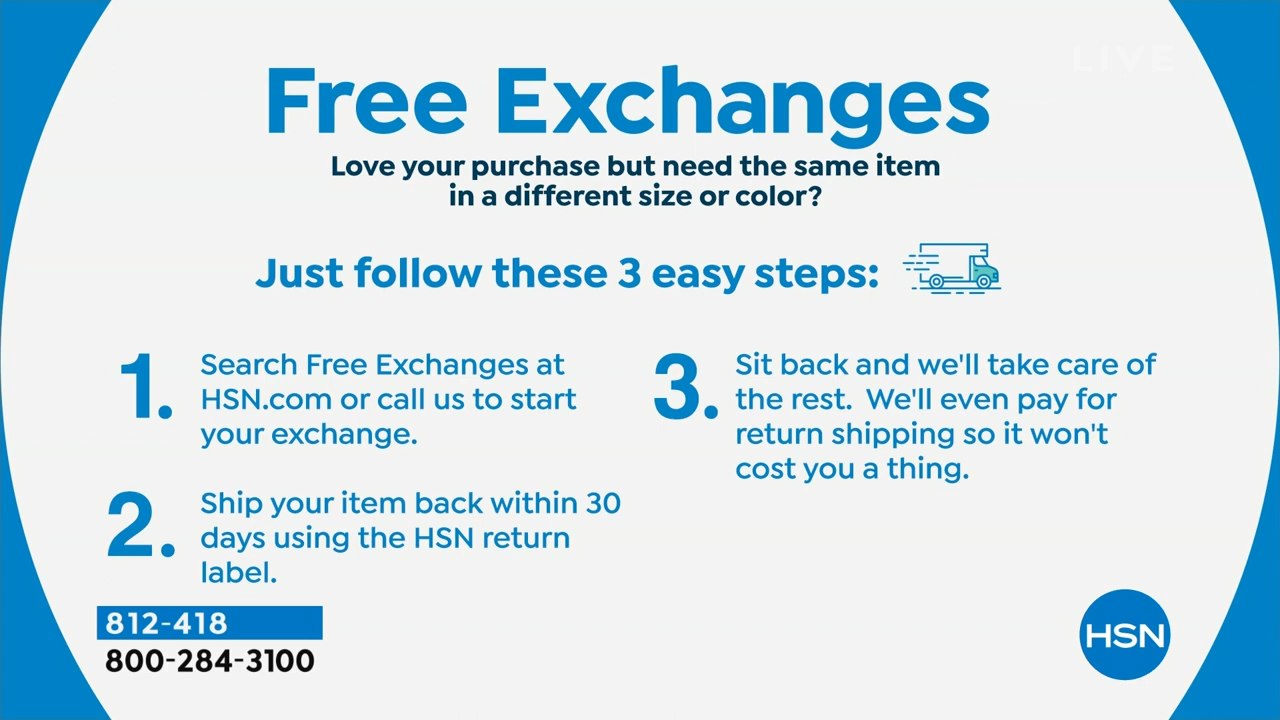 LIVE
Free Exchanges
Love your purchase but need the same item
in a different size or color?
Just follow these 3 easy steps:
1. Search Free Exchanges at
HSN.com or call us to start
your exchange.
2. Ship your item back within 30
days using the HSN return
label.
3. Sit back and we'll take care of
the rest. We'll even pay for
return shipping so it won't
cost you a thing.
812-418
800-284-3100
HSN